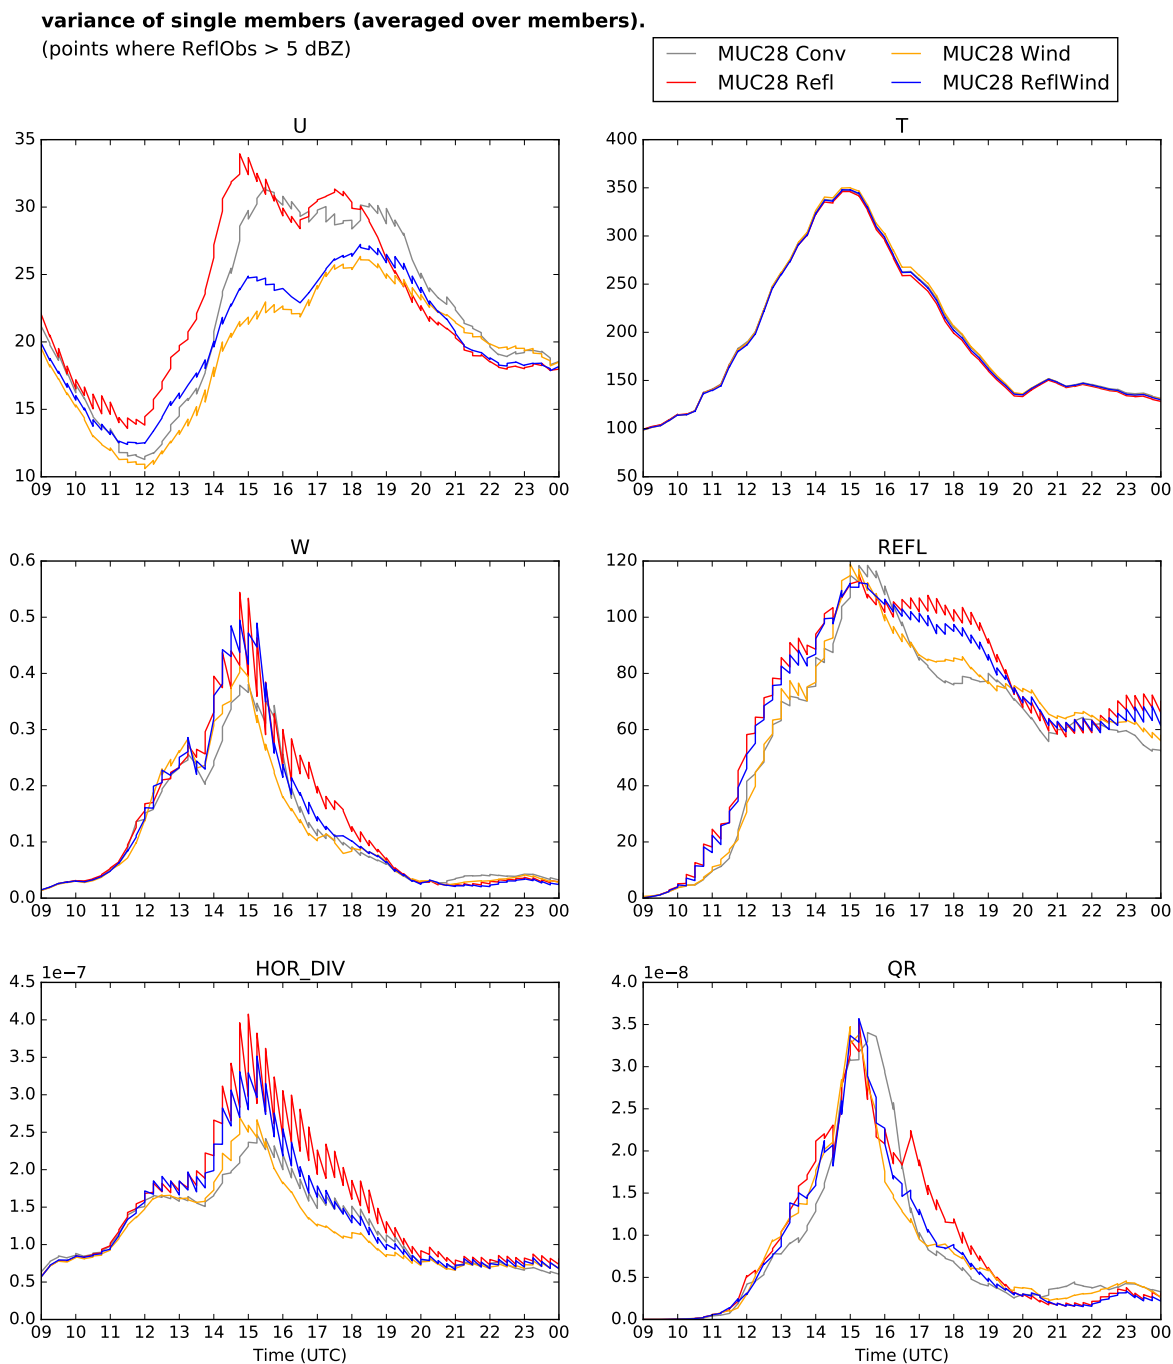 variance of single members (averaged over members).
(points where ReflObs > 5 dBZ)
MUC28 Conv
MUC28 Wind
MUC28 Refl
MUC28 ReflWind
U
35
30
25
20
15
10
09 10 11 12 13 14 15 16 17 18 19 20 21 22 23 00
T
400
350
300
250
200
150
100
50
09 10 11 12 13 14 15 16 17 18 19 20 21 22 23 00
W
0.6
0.5
0.4
0.3
0.2
0.1
0.0
09 10 11 12 13 14 15 16 17 18 19 20 21 22 23 00
REFL
120
100
80
60
40
20
0
09 10 11 12 13 14 15 16 17 18 19 20 21 22 23 00
HOR_DIV
1e−7
4.5
4.0
3.5
3.0
2.5
2.0
1.5
1.0
0.5
0.0
09 10 11 12 13 14 15 16 17 18 19 20 21 22 23 00
Time (UTC)
QR
1e−8
4.0
3.5
3.0
2.5
2.0
1.5
1.0
0.5
0.0
09 10 11 12 13 14 15 16 17 18 19 20 21 22 23 00
Time (UTC)